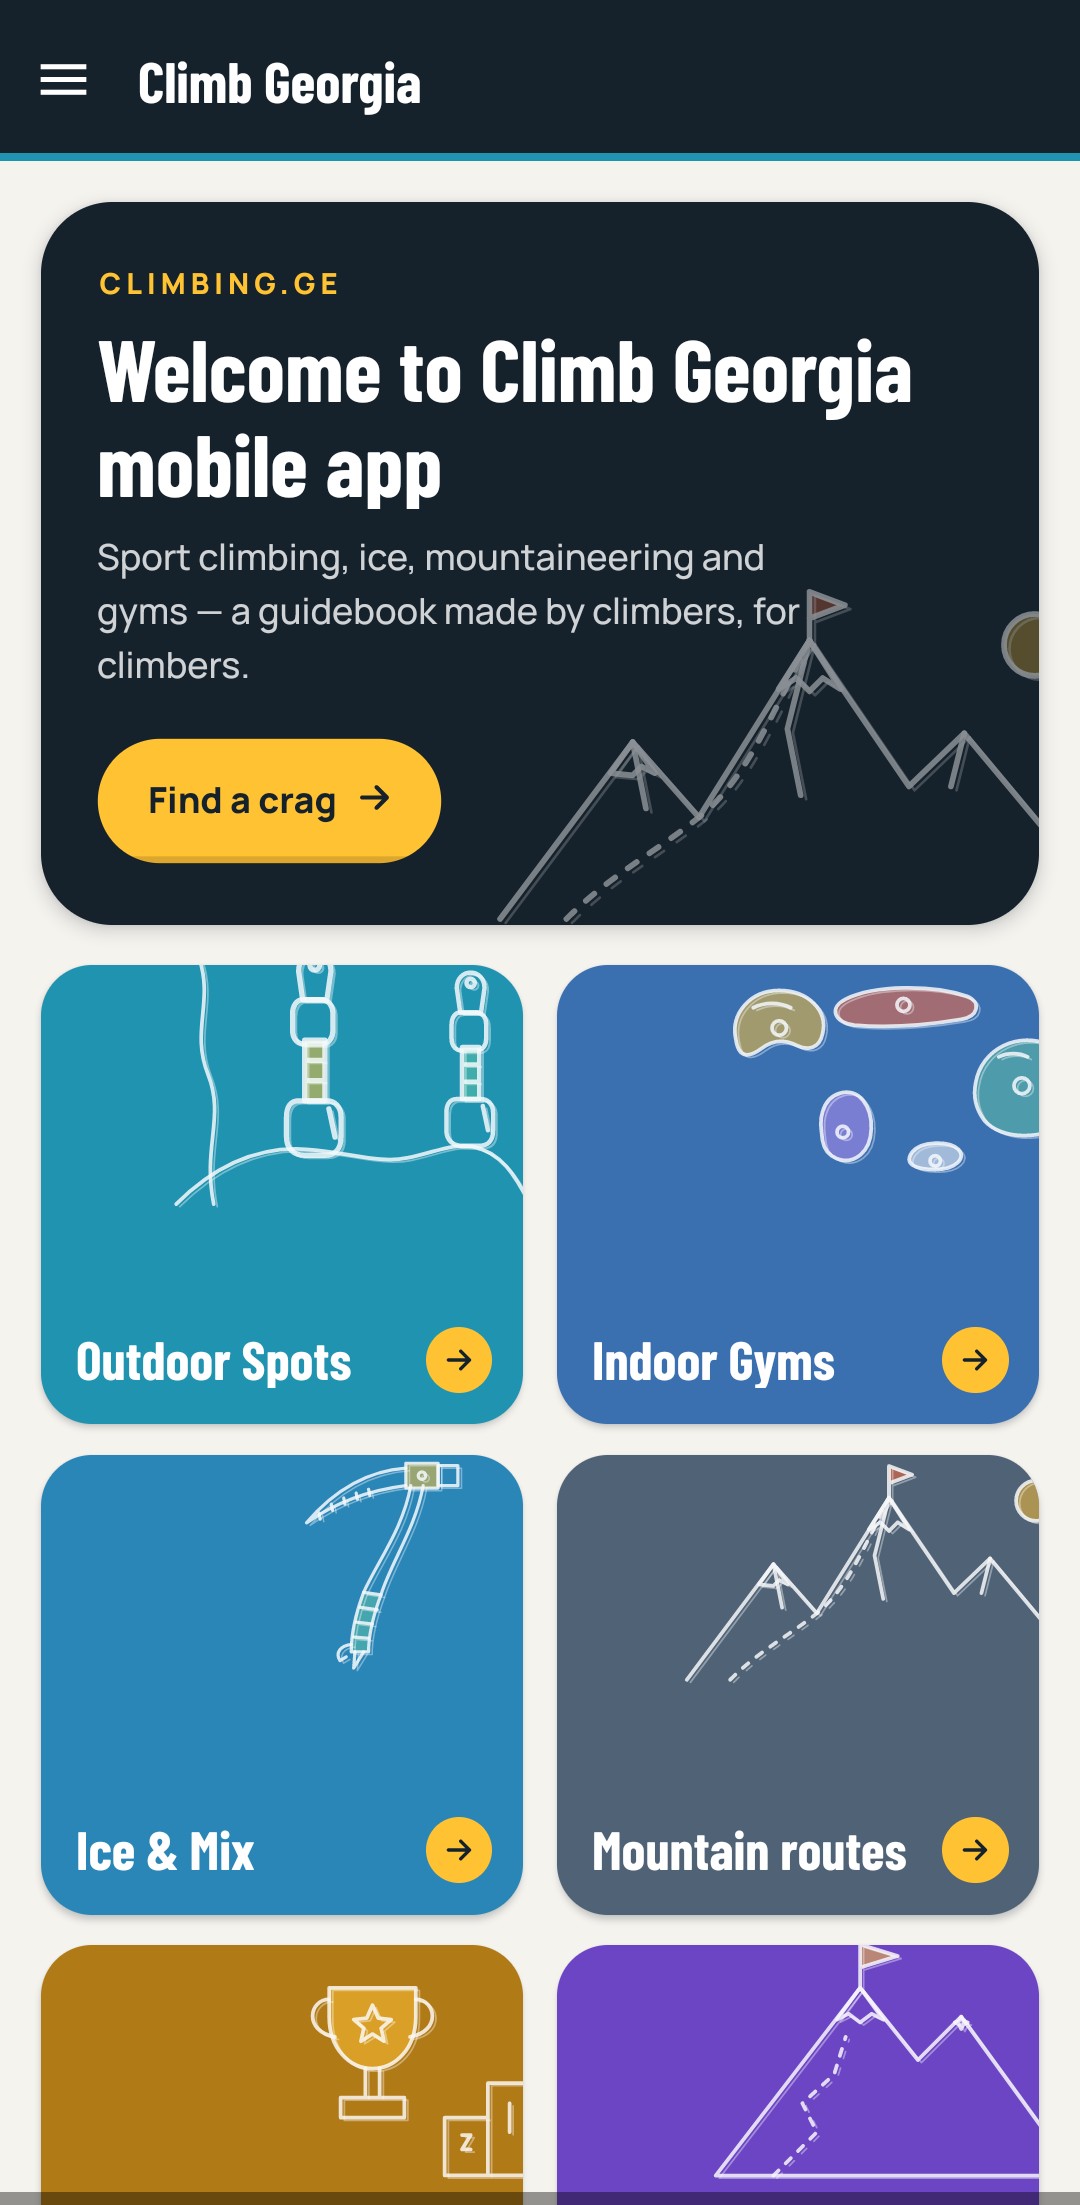 Climb Georgia
CLIMBING.GE
Welcome to Climb Georgia
mobile app
Sport climbing, ice, mountaineering and
gyms — a guidebook made by climbers, for
climbers.
Find a crag
Outdoor Spots
Indoor Gyms
Ice & Mix
Mountain routes